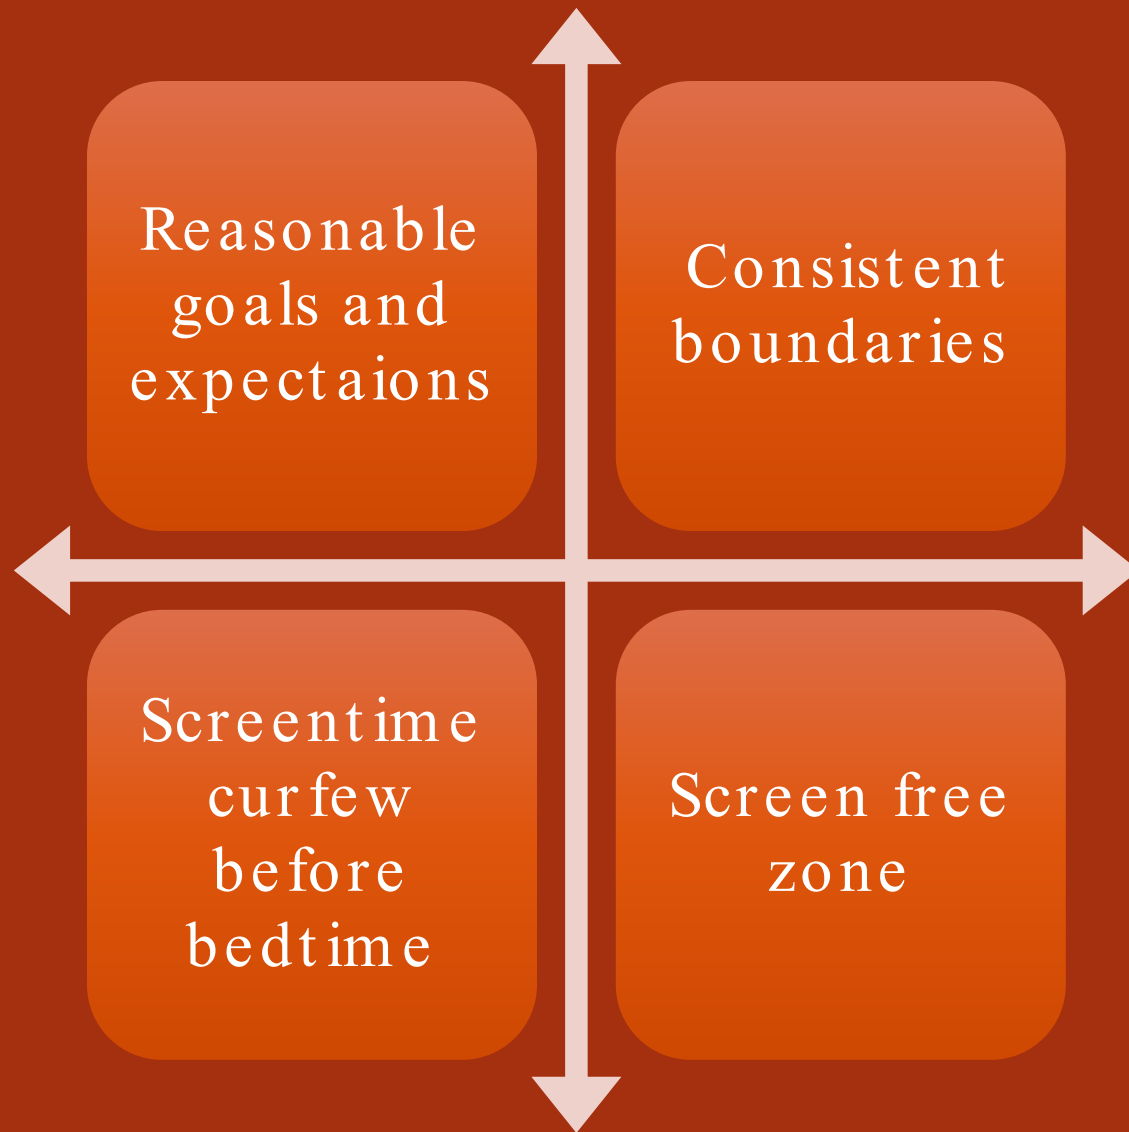 Reasonable
goals and
expectaions
Consistent
boundaries
Screentime
curfew
before
bedtime
Screen free
zone